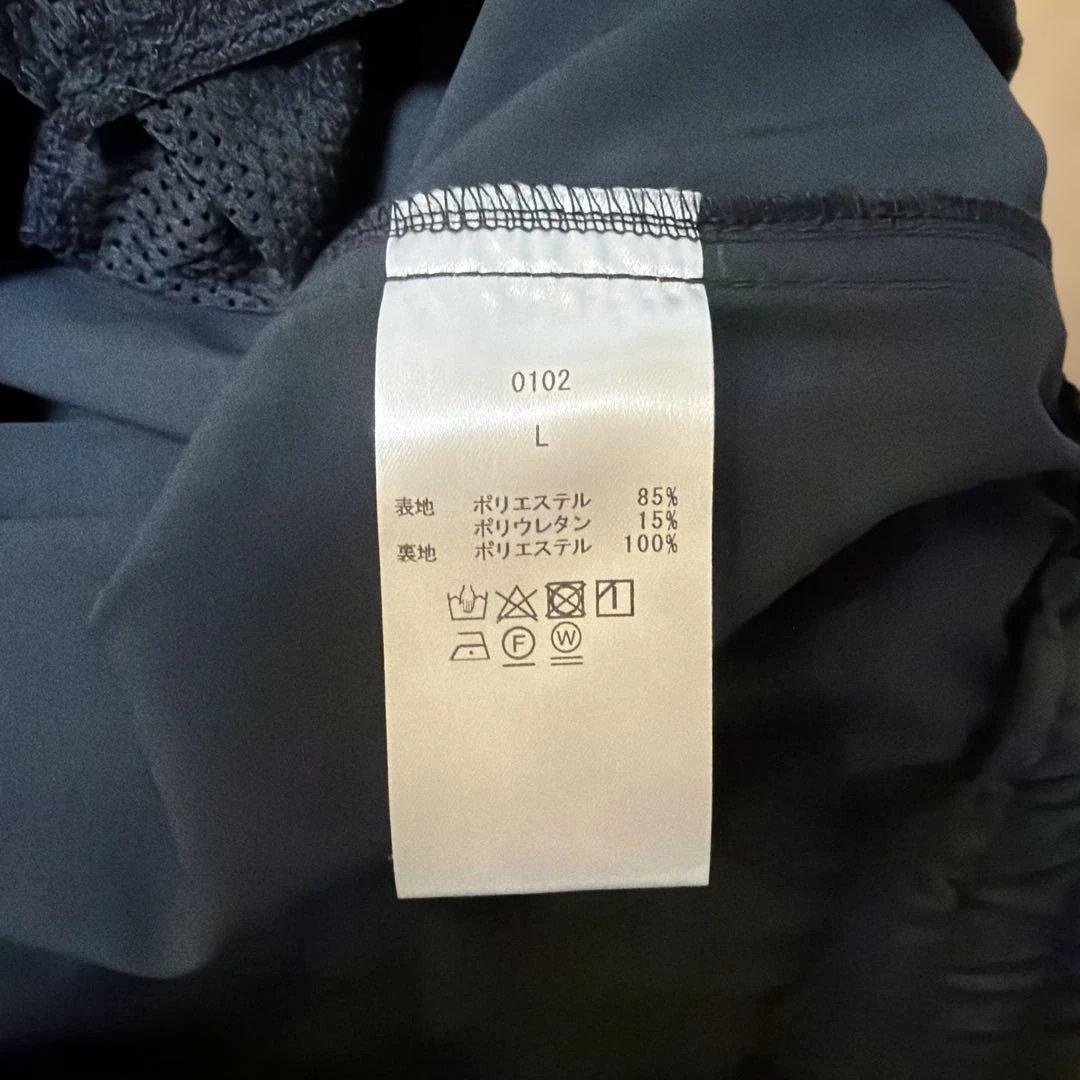 0102
L
表地 ポリエステル 85%
ポリウレタン 15%
裏地 ポリエステル 100%
F W